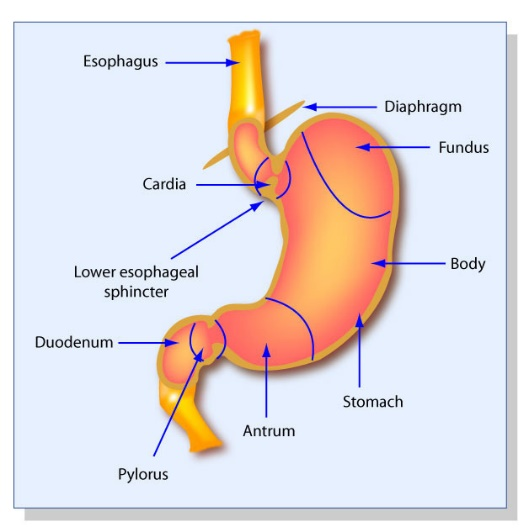 Esophagus
Diaphragm
Fundus
Cardia
Lower esophageal
sphincter
Body
Duodenum
Stomach
Antrum
Pylorus